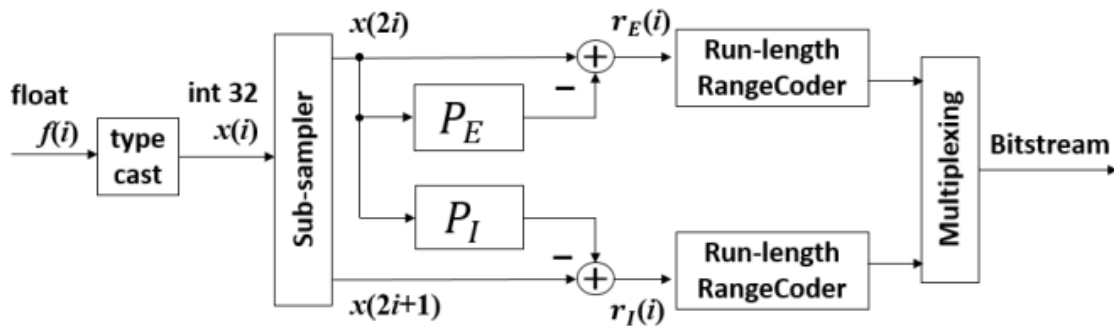 float
f(i)
type
cast
int 32
x(i)
Sub-sampler
x(2i)
P_E
+
−
r_E(i)
Run-length
RangeCoder
P_I
−
+
x(2i+1)
r_I(i)
Run-length
RangeCoder
Multiplexing
Bitstream